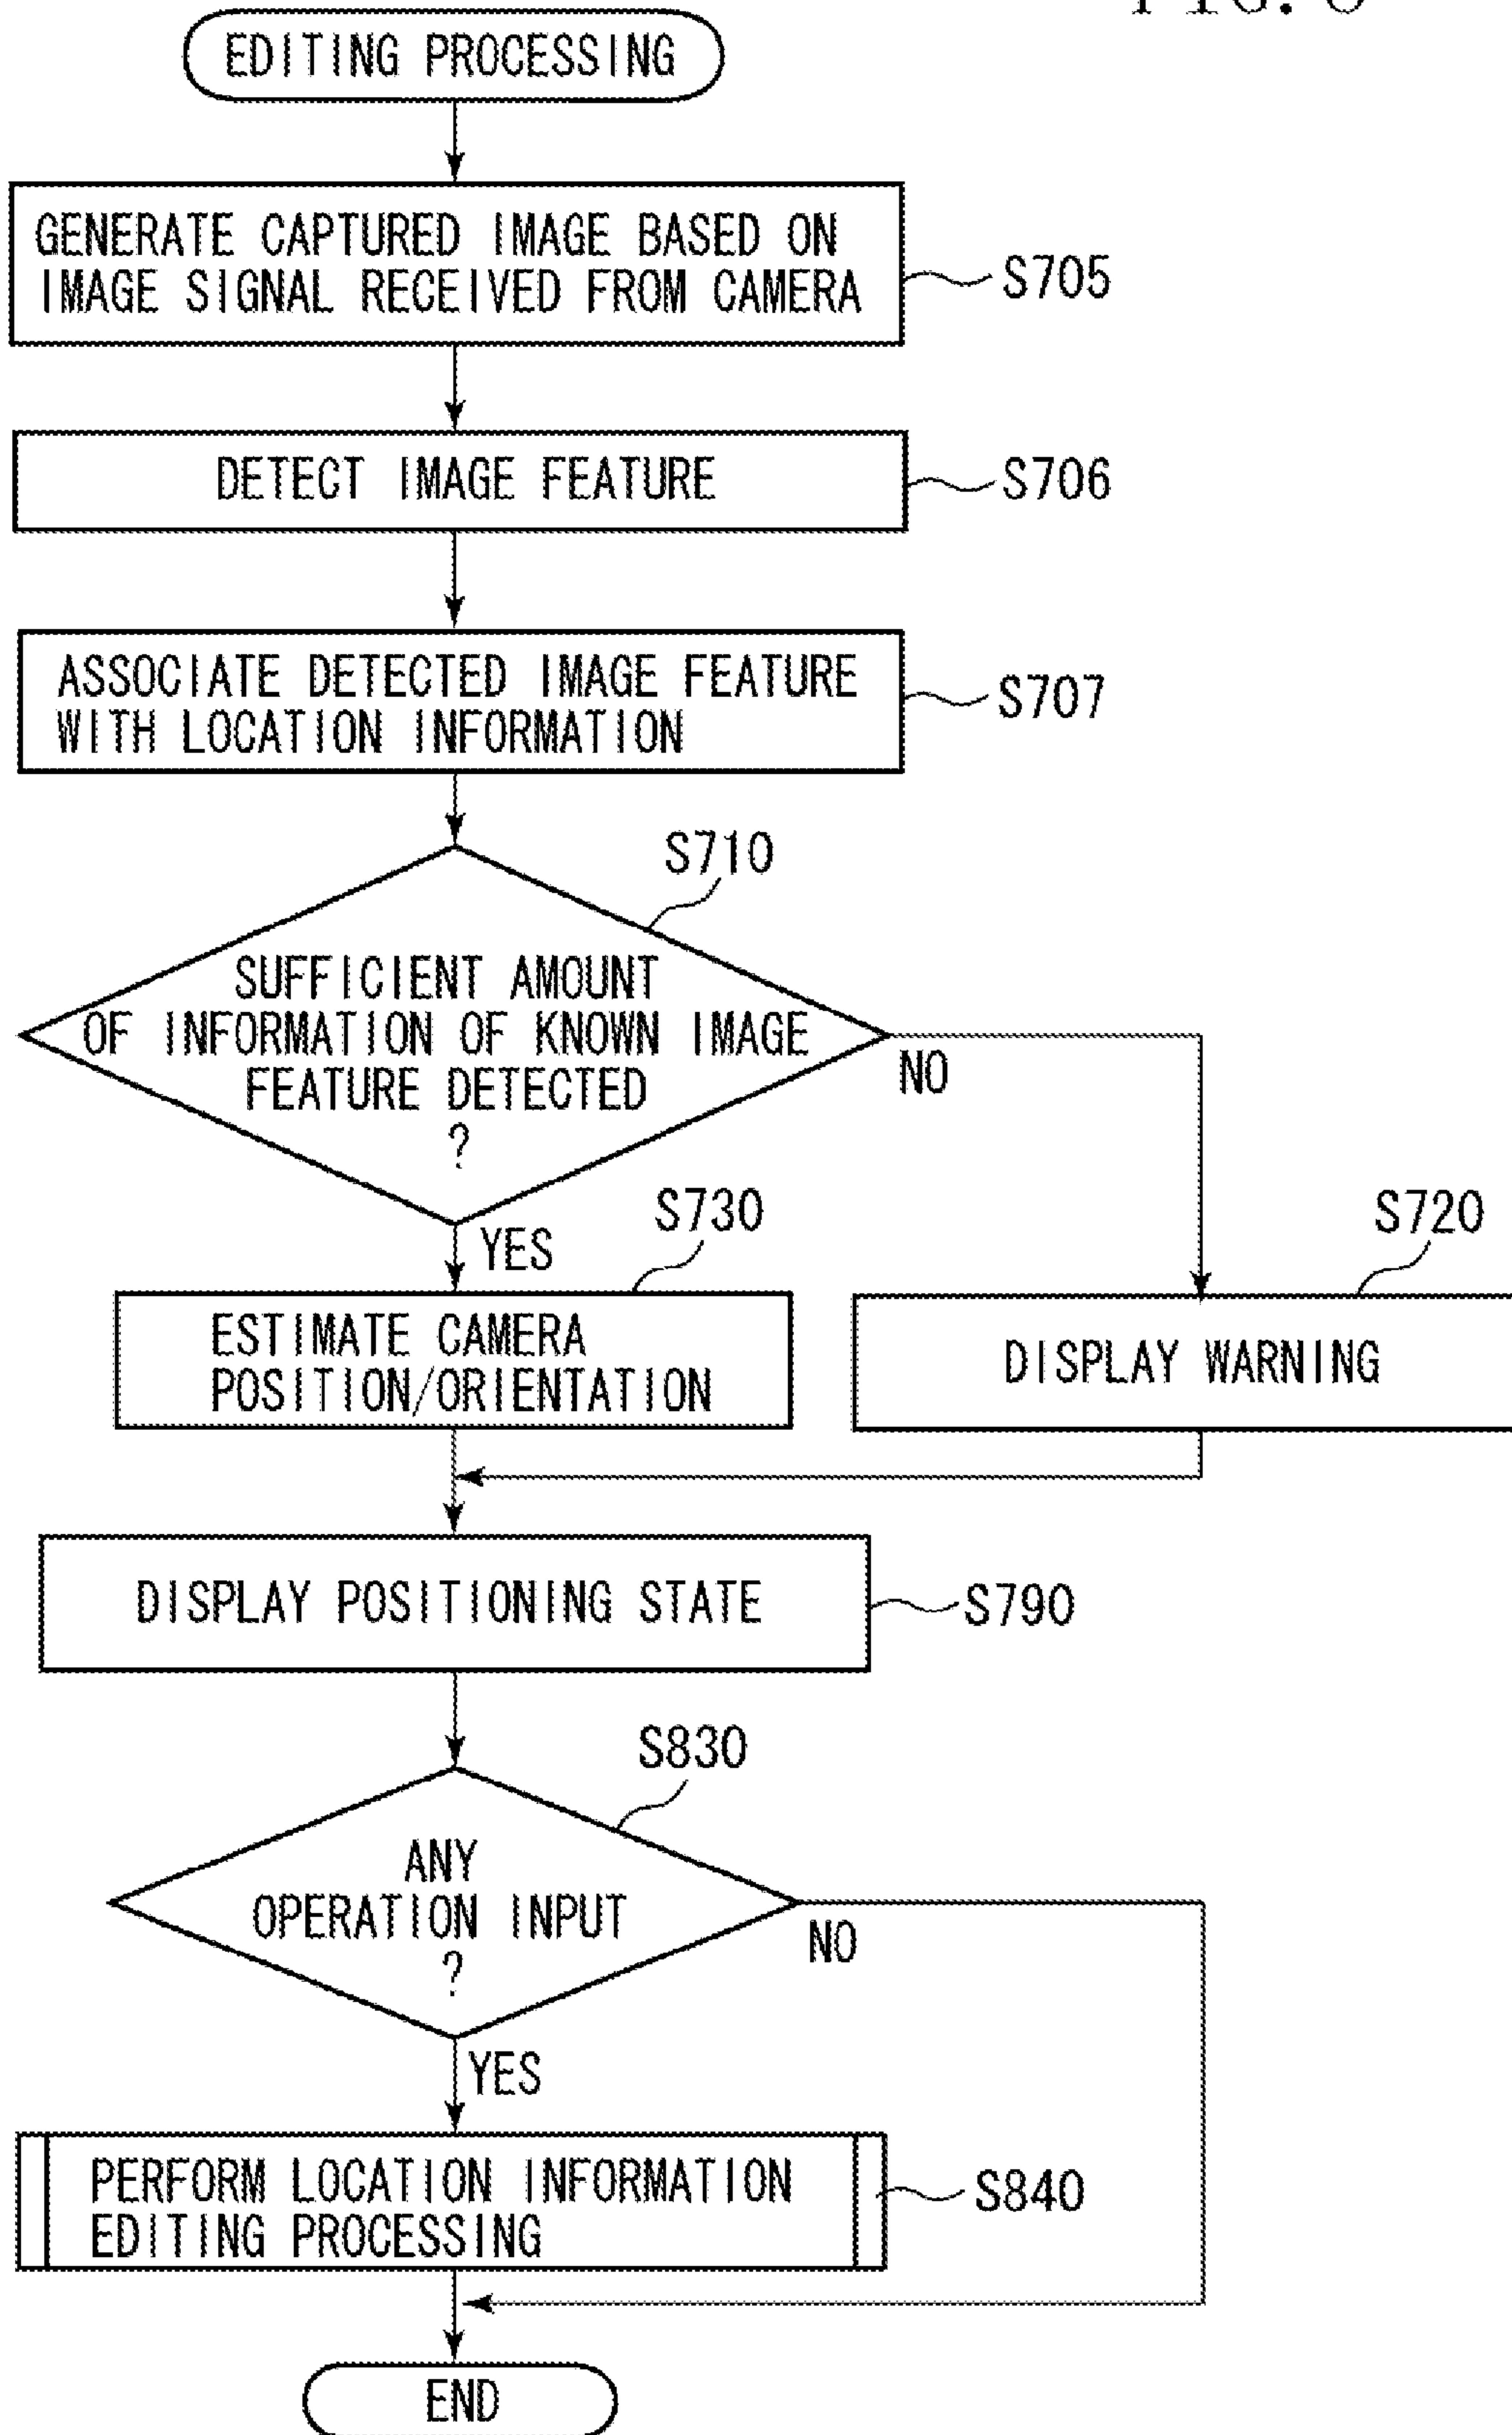 EDITING PROCESSING
GENERATE CAPTURED IMAGE BASED ON
IMAGE SIGNAL RECEIVED FROM CAMERA
S705
DETECT IMAGE FEATURE
S706
ASSOCIATE DETECTED IMAGE FEATURE
WITH LOCATION INFORMATION
S707
S710
SUFFICIENT AMOUNT
OF INFORMATION OF KNOWN IMAGE
FEATURE DETECTED
?
NO
YES
S730
S720
ESTIMATE CAMERA
POSITION/ORIENTATION
DISPLAY WARNING
DISPLAY POSITIONING STATE
S790
S830
ANY
OPERATION INPUT
?
NO
YES
PERFORM LOCATION INFORMATION
EDITING PROCESSING
S840
END